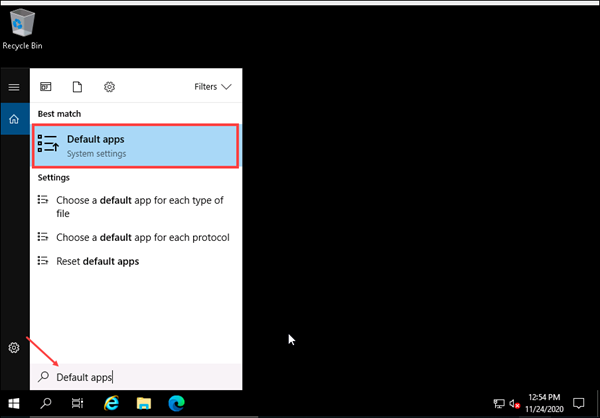 Recycle Bin
Filters
Best match
Default apps
System settings
Settings
Choose a default app for each type of
file
Choose a default app for each protocol
Reset default apps
Default apps
12:54 PM
11/24/2020